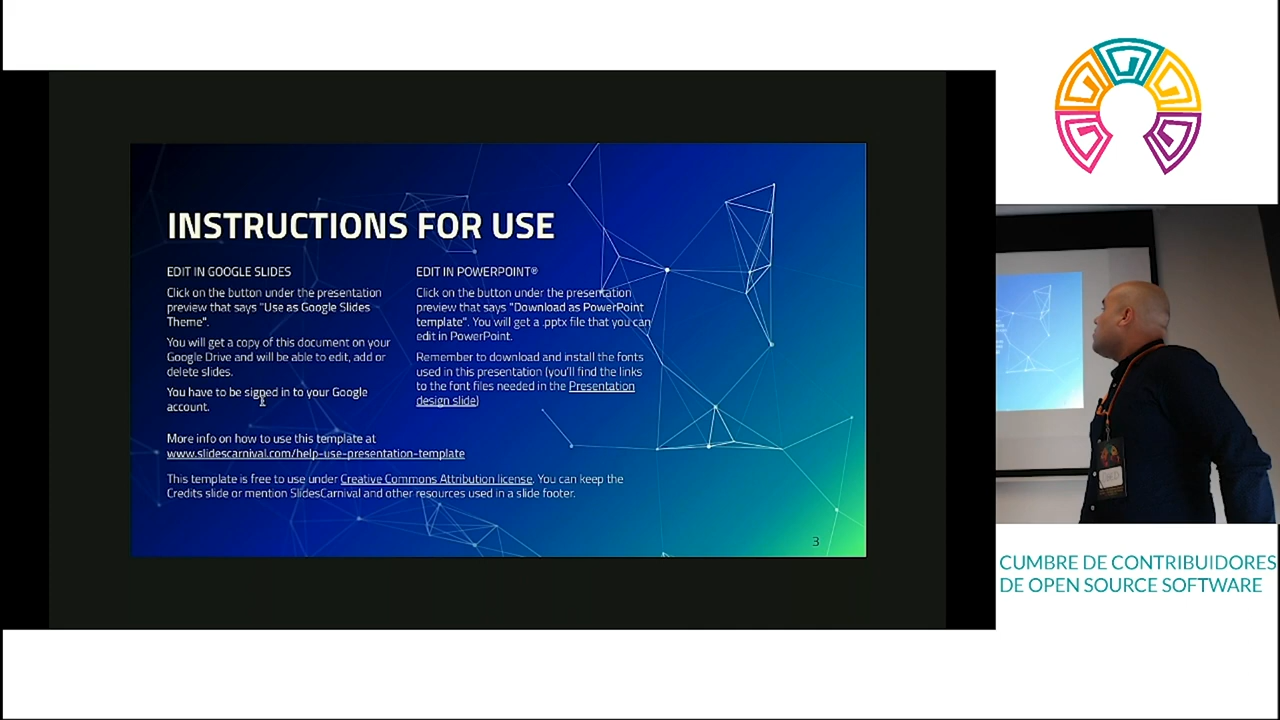 INSTRUCTIONS FOR USE
EDIT IN GOOGLE SLIDES
Click on the button under the presentation
preview that says "Use as Google Slides
Theme".
You will get a copy of this document on your
Google Drive and will be able to edit, add or
delete slides.
You have to be signed in to your Google
account.
EDIT IN POWERPOINT®
Click on the button under the presentation
preview that says "Download as PowerPoint
template". You will get a .pptx file that you can
edit in PowerPoint.
Remember to download and install the fonts
used in this presentation (you'll find the links
to the font files needed in the Presentation
design slide)
More info on how to use this template at
www.slidescarnival.com/help-use-presentation-template
This template is free to use under Creative Commons Attribution license. You can keep the
Credits slide or mention SlidesCarnival and other resources used in a slide footer.
3
CUMBRE DE CONTRIBUIDORES
DE OPEN SOURCE SOFTWARE